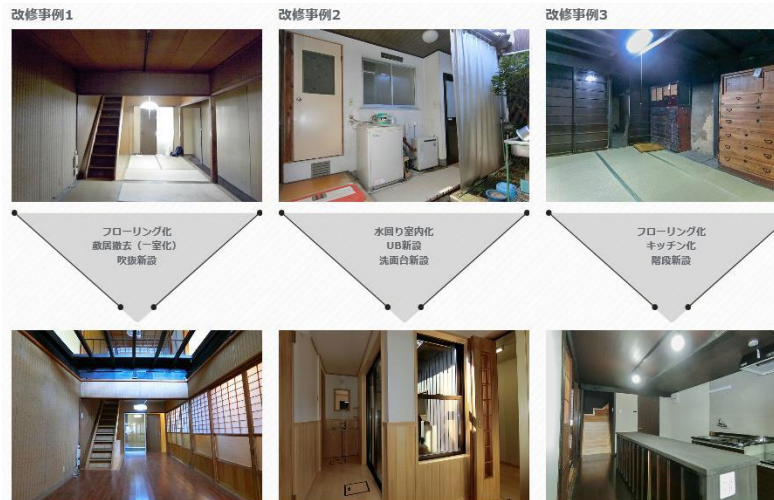 改修事例1
改修事例2
改修事例3
フローリング化
敷居撤去（一室化）
吹抜新設
水回り室内化
UB新設
洗面台新設
フローリング化
キッチン化
階段新設